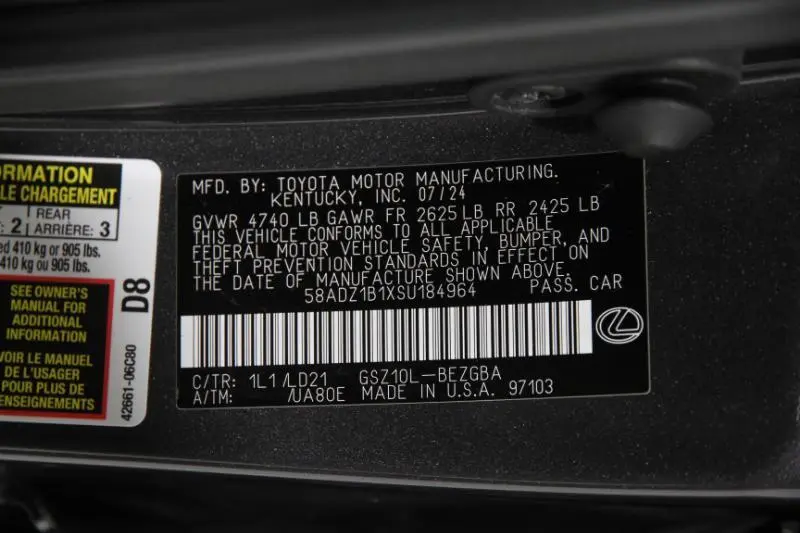 RMATION
LE CHARGEMENT
REAR
: 2 ARRIÈRE: 3
ed 410 kg or 905 lbs.
410 kg ou 905 lbs.
SEE OWNER'S
MANUAL FOR
ADDITIONAL
INFORMATION
VOIR LE MANUEL
DE L'USAGER
POUR PLUS DE
RENSEIGNEMENTS
D8
42661-06C80
MFD. BY: TOYOTA MOTOR MANUFACTURING.
KENTUCKY, INC. 07/24
GVWR 4740 LB GAWR FR 2625 LB RR 2425 LB
THIS VEHICLE CONFORMS TO ALL APPLICABLE
FEDERAL MOTOR VEHICLE SAFETY, BUMPER, AND
THEFT PREVENTION STANDARDS IN EFFECT ON
THE DATE OF MANUFACTURE SHOWN ABOVE.
58ADZ1B1XSU184964 PASS. CAR
C/TR: 1L1/LD21 GSZ10L-BEZGBA
A/TM: /UA80E MADE IN U.S.A. 97103